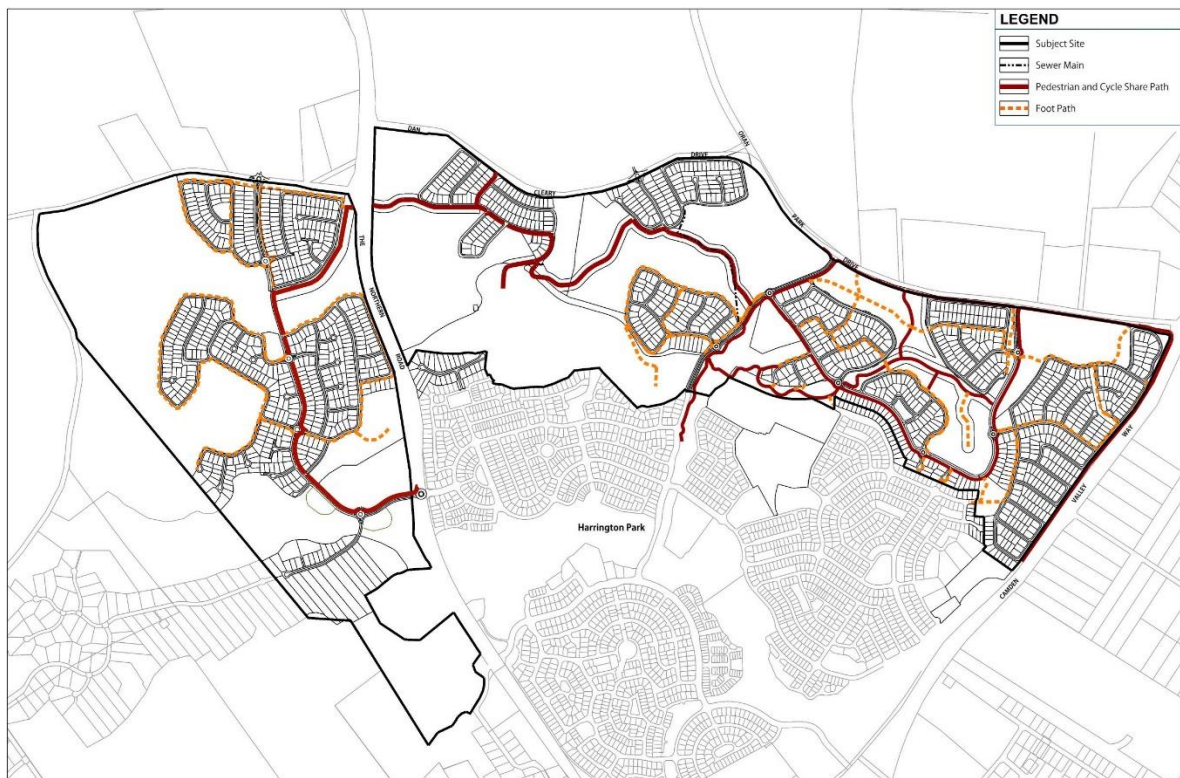 LEGEND
Subject Site
Sewer Main
Pedestrian and Cycle Share Path
Foot Path
DAN
CLEARY
DRIVE
ORAN
PARK
DRIVE
THE
NORTHERN
ROAD
Harrington Park
CAMDEN
VALLEY
WAY